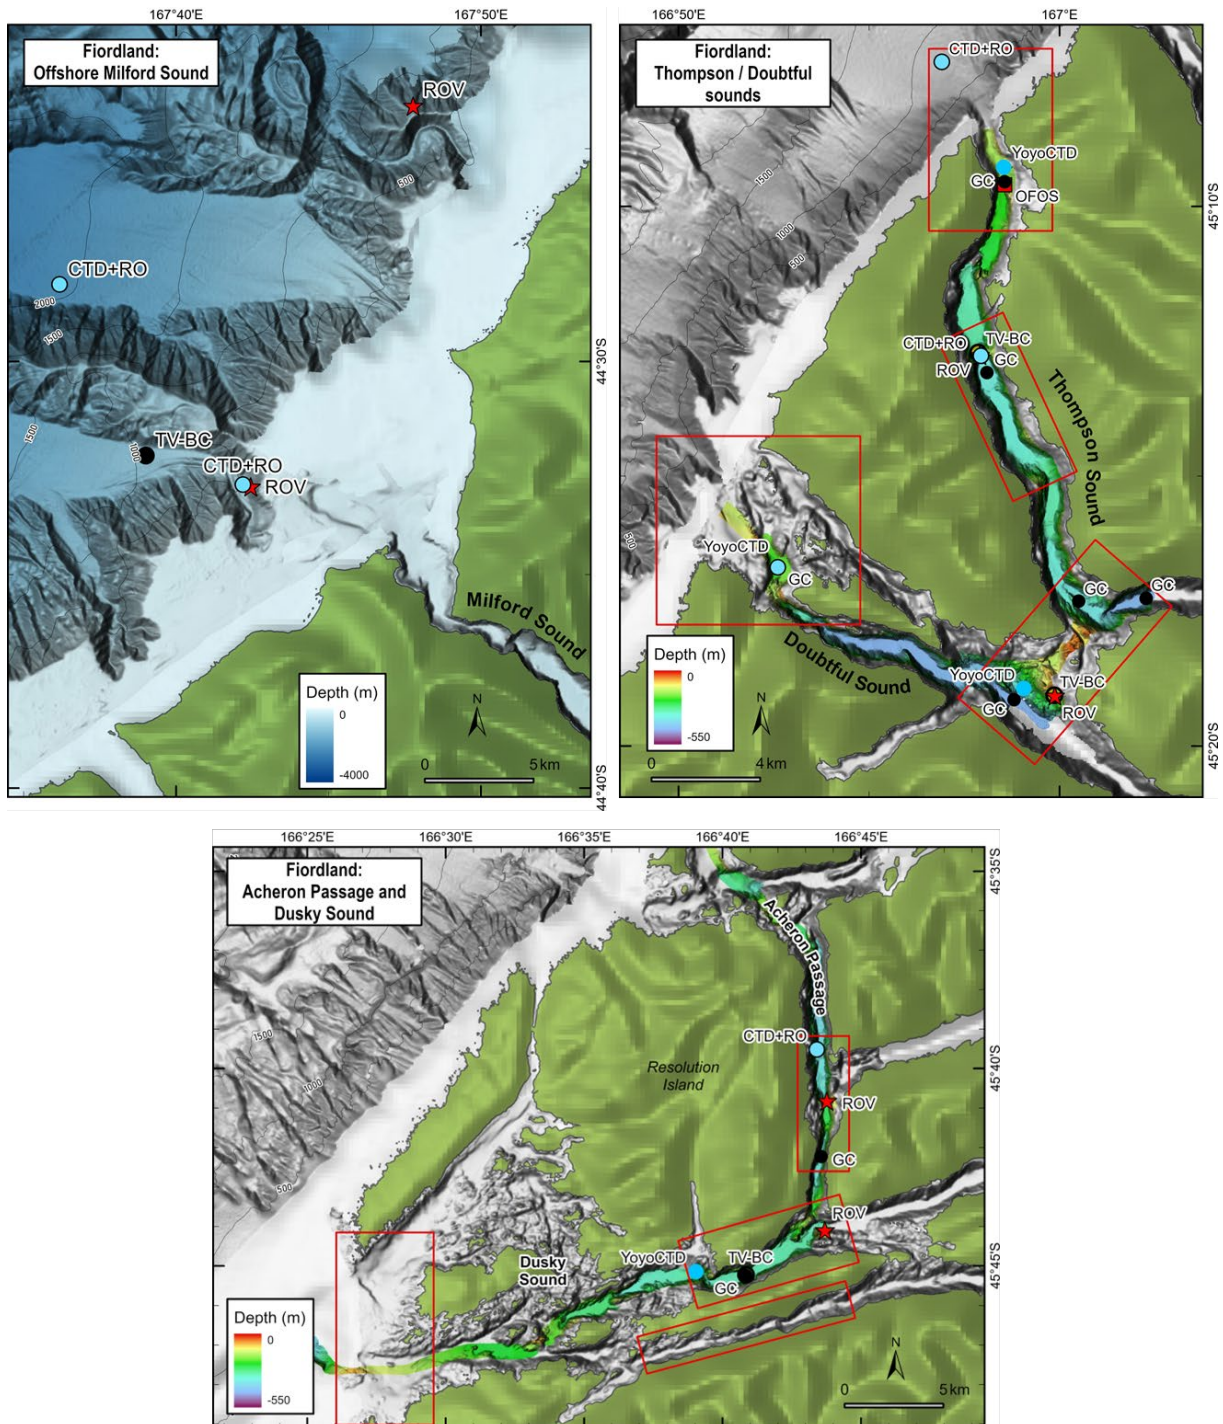 167°40'E
167°50'E
Fiordland:
Offshore Milford Sound
ROV
500
CTD+RO
2000
1500
44°30'S
1500
TV-BC
1000
CTD+RO
ROV
Milford Sound
Depth (m)
0
-4000
N
0
5 km
44°40'S
166°50'E
167°E
Fiordland:
Thompson / Doubtful
sounds
CTD+RO
1500
1000
500
YoyoCTD
GC
OFOS
45°10'S
CTD+RO
TV-BC
ROV
GC
Thompson Sound
500
YoyoCTD
GC
GC
GC
Doubtful Sound
YoyoCTD
TV-BC
GC
ROV
Depth (m)
0
-550
N
0
4 km
45°20'S
166°25'E
166°30'E
166°35'E
166°40'E
166°45'E
Fiordland:
Acheron Passage and
Dusky Sound
45°35'S
Acheron Passage
1500
1000
500
CTD+RO
Resolution
Island
45°40'S
ROV
GC
ROV
45°45'S
YoyoCTD
TV-BC
GC
Dusky
Sound
Depth (m)
0
-550
N
0
5 km